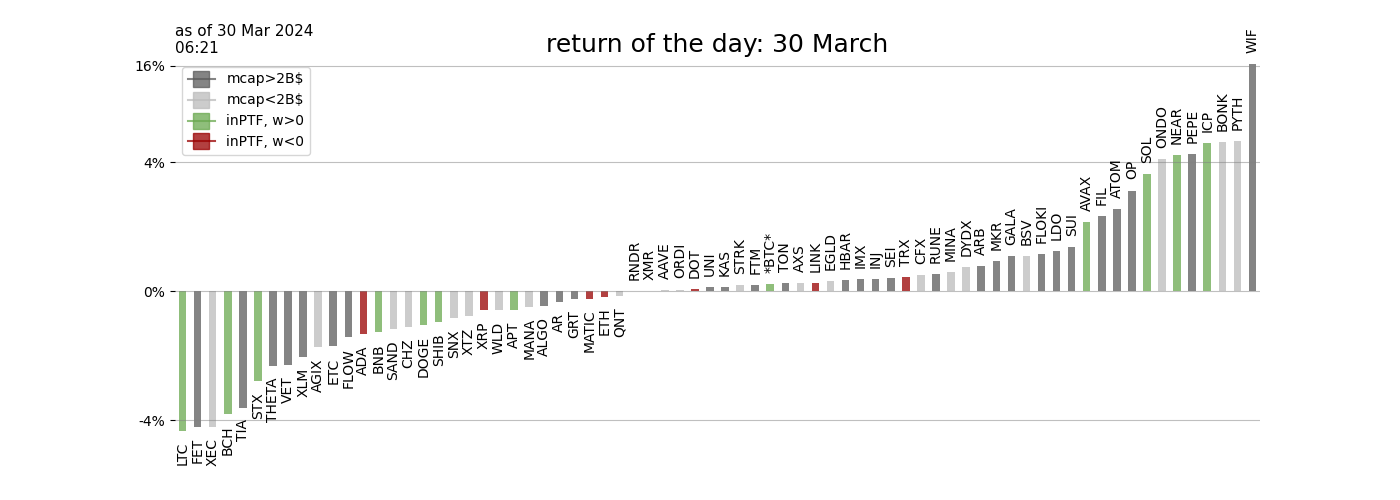 as of 30 Mar 2024
06:21
return of the day: 30 March
mcap>2B$
mcap<2B$
inPTF, w>0
inPTF, w<0
16%
4%
0%
-4%
LTC
FET
XEC
BCH
TIA
STX
THETA
VET
XLM
AGIX
ETC
FLOW
ADA
BNB
SAND
CHZ
DOGE
SHIB
SNX
XTZ
XRP
WLD
APT
MANA
ALGO
AR
GRT
MATIC
ETH
QNT
RNDR
XMR
AAVE
ORDI
DOT
UNI
KAS
STRK
FTM
*BTC*
TON
AXS
LINK
EGLD
HBAR
IMX
INJ
SEI
TRX
CFX
RUNE
MINA
DYDX
ARB
MKR
GALA
BSV
FLOKI
LDO
SUI
AVAX
FIL
ATOM
OP
SOL
ONDO
NEAR
PEPE
ICP
BONK
PYTH
WIF